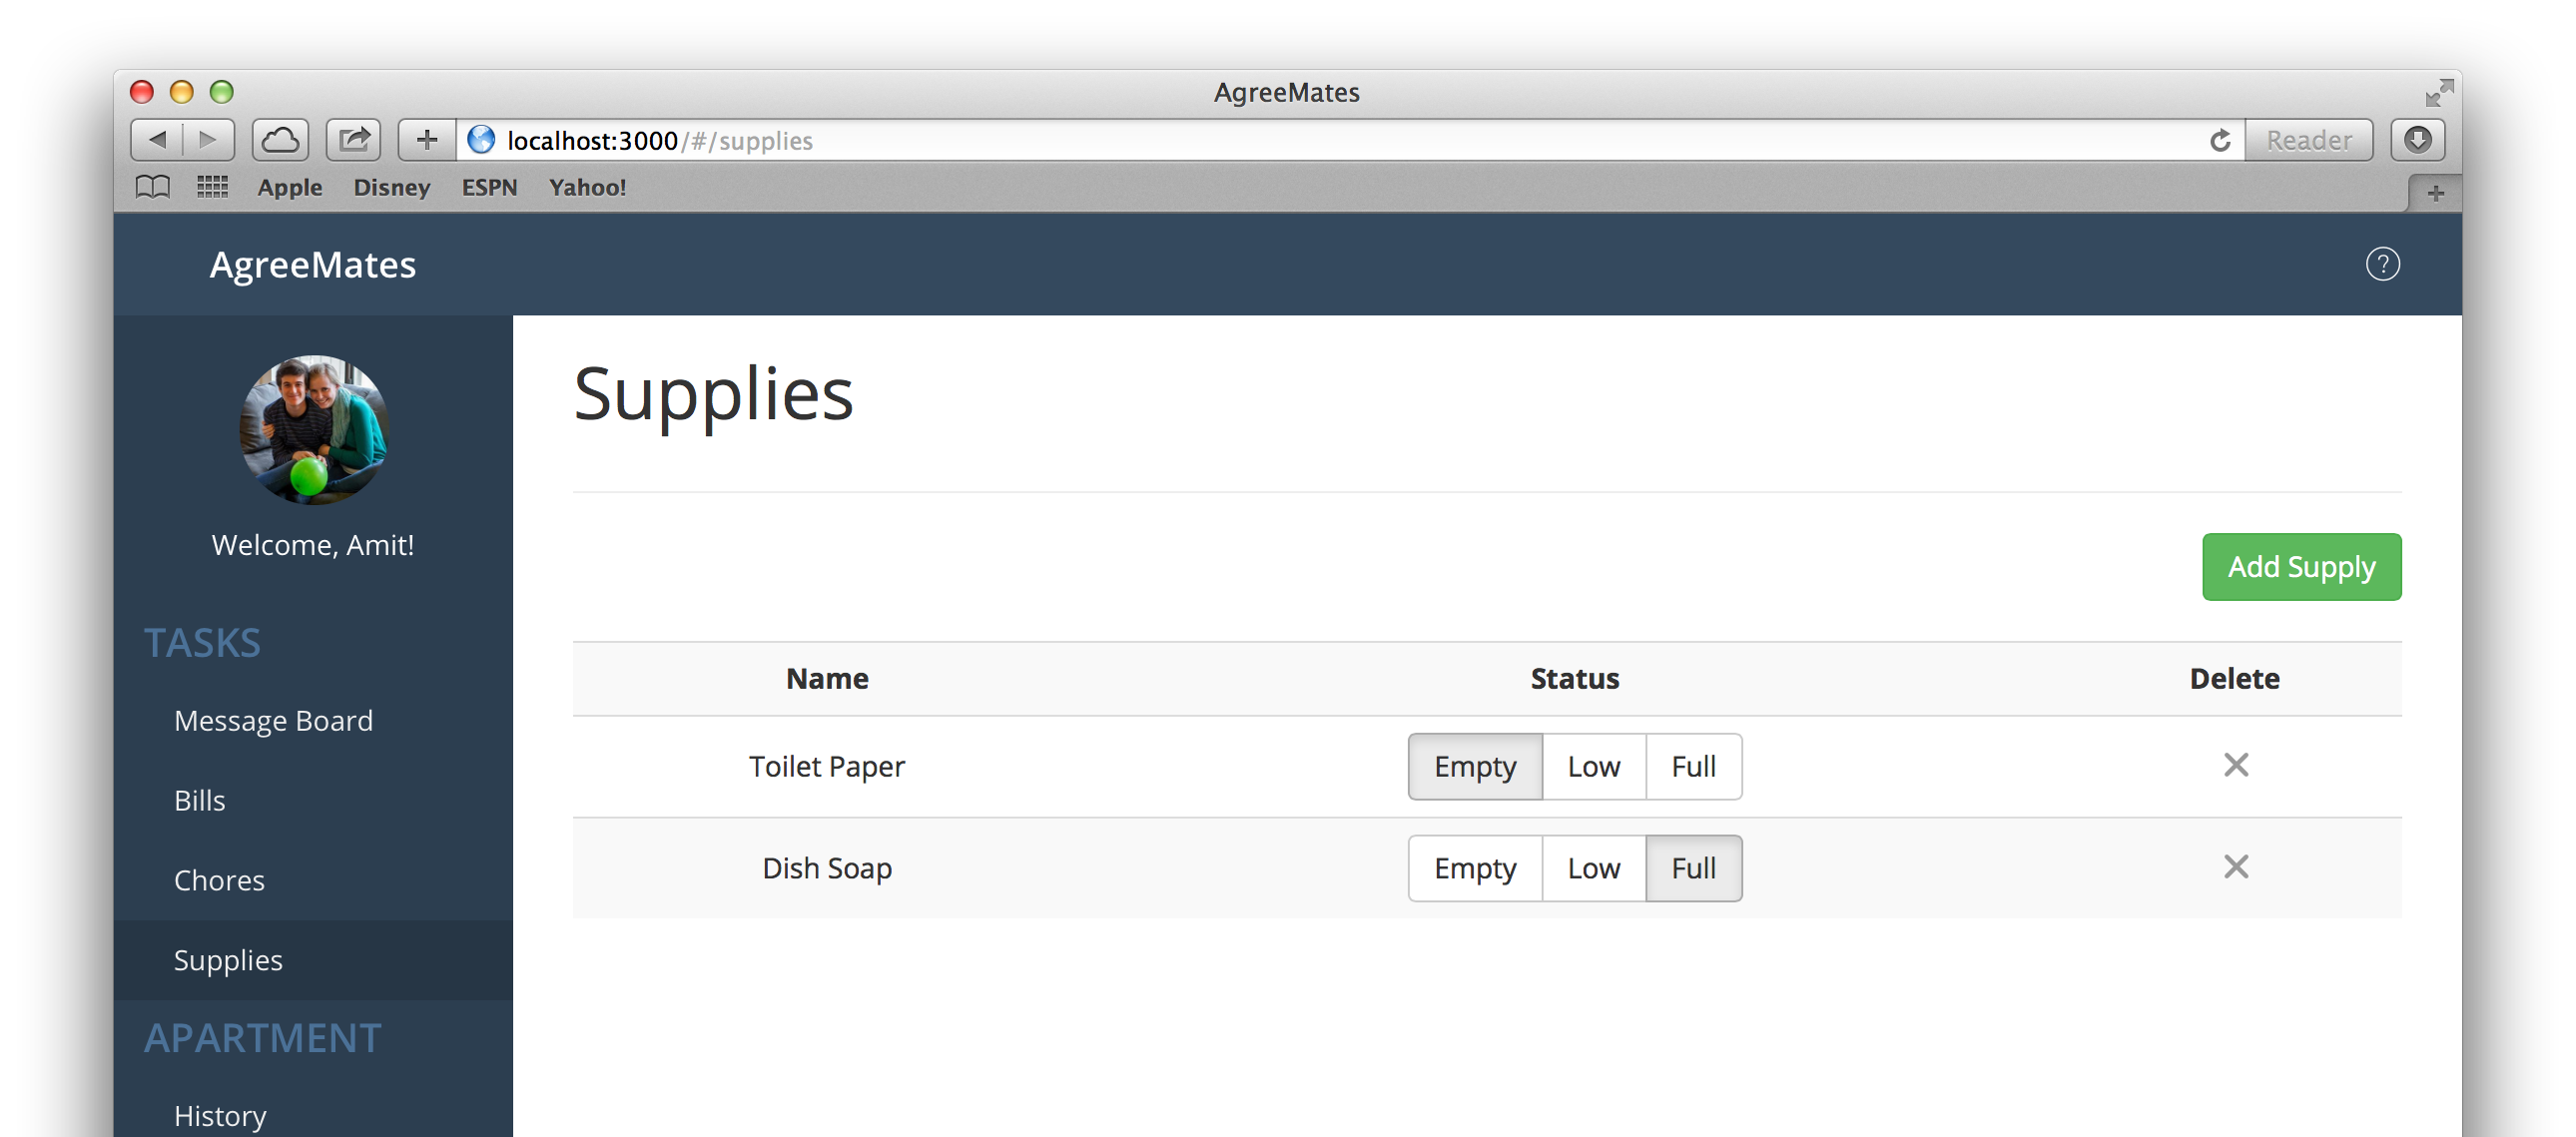 AgreeMates
localhost:3000/#/supplies
Reader
Apple Disney ESPN Yahoo!
AgreeMates
?
Welcome, Amit!
TASKS
Message Board
Bills
Chores
Supplies
APARTMENT
History
Supplies
Add Supply
Name Status Delete
Toilet Paper Empty Low Full
Dish Soap Empty Low Full